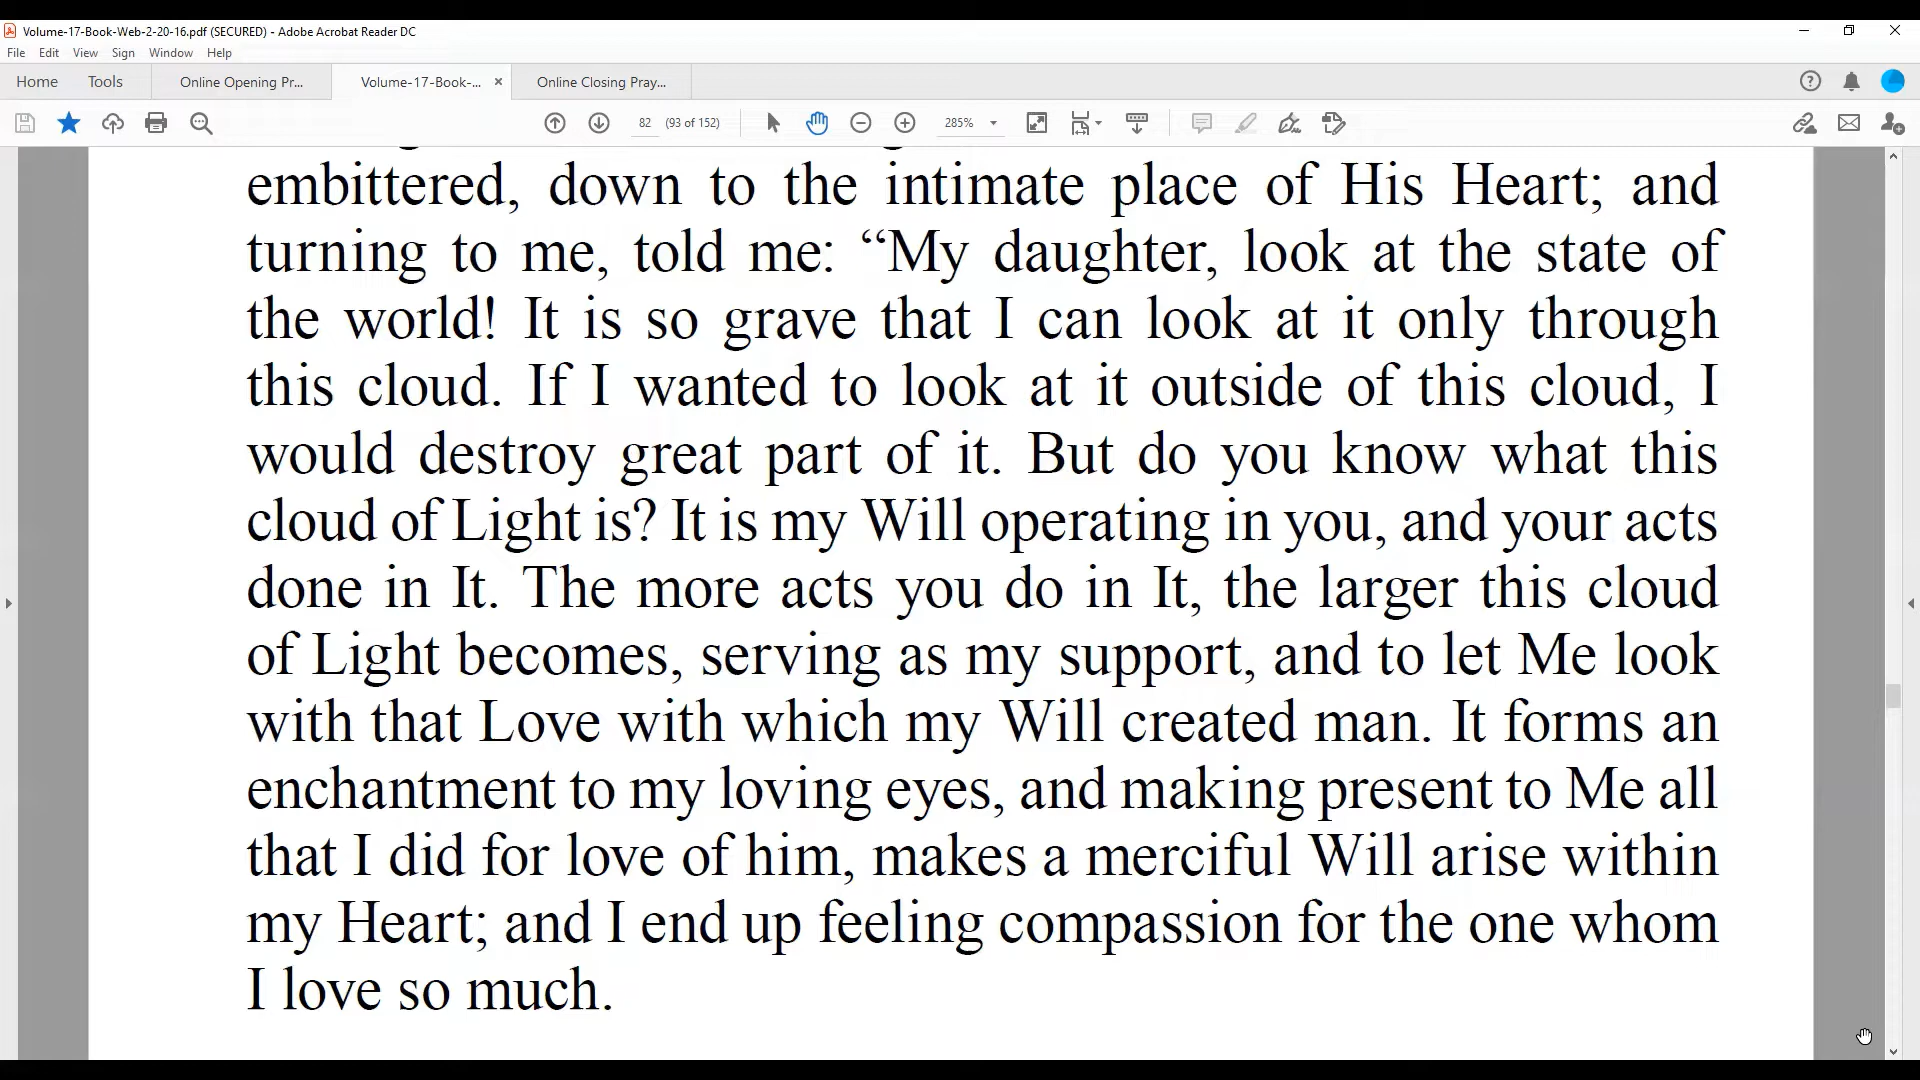 Volume-17-Book-Web-2-20-16.pdf (SECURED) - Adobe Acrobat Reader DC
File Edit View Sign Window Help
Home Tools Online Opening Pr... Volume-17-Book-... × Online Closing Pray...
82 (93 of 152) 285%
embittered, down to the intimate place of His Heart; and
turning to me, told me: “My daughter, look at the state of
the world! It is so grave that I can look at it only through
this cloud. If I wanted to look at it outside of this cloud, I
would destroy great part of it. But do you know what this
cloud of Light is? It is my Will operating in you, and your acts
done in It. The more acts you do in It, the larger this cloud
of Light becomes, serving as my support, and to let Me look
with that Love with which my Will created man. It forms an
enchantment to my loving eyes, and making present to Me all
that I did for love of him, makes a merciful Will arise within
my Heart; and I end up feeling compassion for the one whom
I love so much.